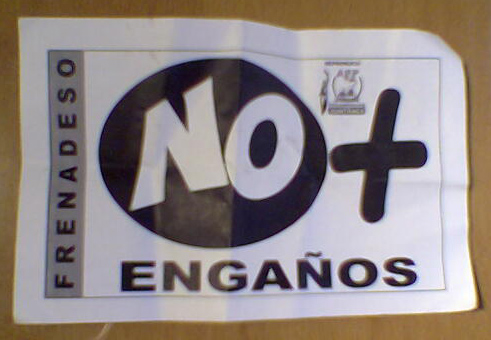 FRENADESO
NO +
ENGAÑOS